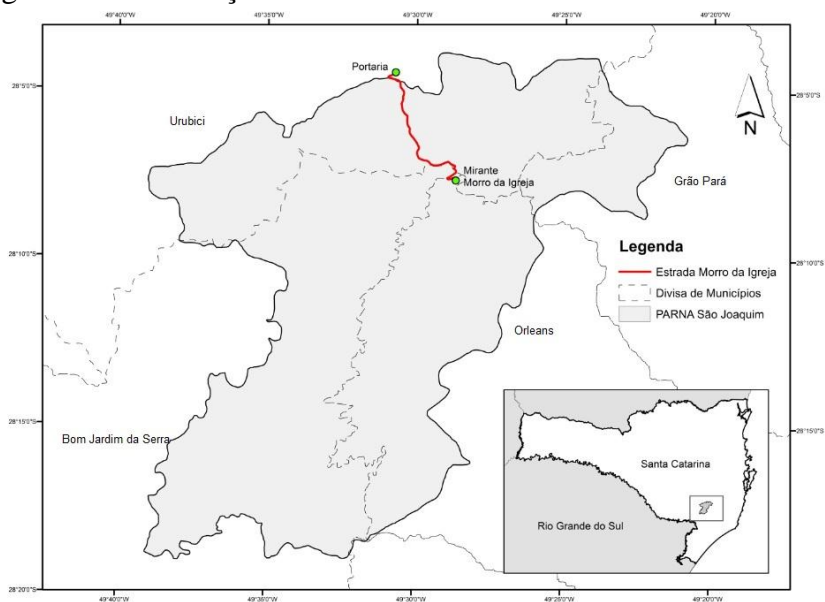 49°40'0"W 49°35'0"W 49°30'0"W 49°25'0"W 49°20'0"W
Portaria
28°5'0"S
28°5'0"S
Urubici
N
Mirante
Morro da Igreja
Grão Pará
28°10'0"S
28°10'0"S
Legenda
Estrada Morro da Igreja
Divisa de Municípios
PARNA São Joaquim
Orleans
28°15'0"S
28°15'0"S
Bom Jardim da Serra
Santa Catarina
Rio Grande do Sul
28°20'0"S
49°40'0"W 49°35'0"W 49°30'0"W 49°25'0"W 49°20'0"W